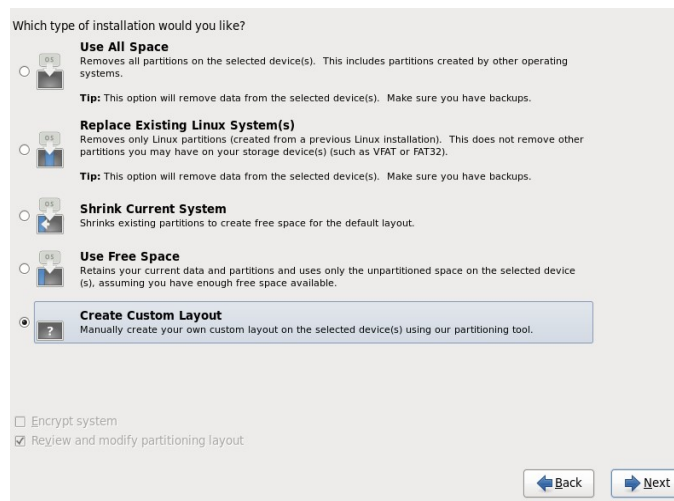 Which type of installation would you like?
OS
Use All Space
Removes all partitions on the selected device(s). This includes partitions created by other operating
systems.
Tip: This option will remove data from the selected device(s). Make sure you have backups.
OS
Replace Existing Linux System(s)
Removes only Linux partitions (created from a previous Linux installation). This does not remove other
partitions you may have on your storage device(s) (such as VFAT or FAT32).
Tip: This option will remove data from the selected device(s). Make sure you have backups.
OS
Shrink Current System
Shrinks existing partitions to create free space for the default layout.
OS
Use Free Space
Retains your current data and partitions and uses only the unpartitioned space on the selected device
(s), assuming you have enough free space available.
?
Create Custom Layout
Manually create your own custom layout on the selected device(s) using our partitioning tool.
Encrypt system
Review and modify partitioning layout
Back
Next